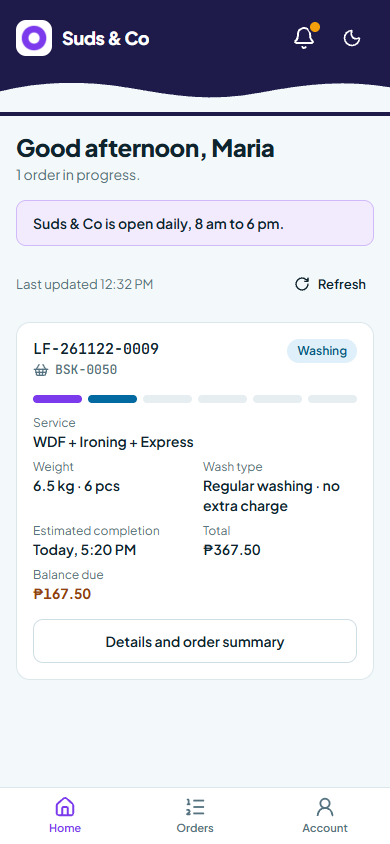 Suds & Co
Good afternoon, Maria
1 order in progress.
Suds & Co is open daily, 8 am to 6 pm.
Last updated 12:32 PM
Refresh
LF-261122-0009
Washing
BSK-0050
Service
WDF + Ironing + Express
Weight
6.5 kg · 6 pcs
Wash type
Regular washing · no
extra charge
Estimated completion
Today, 5:20 PM
Total
₱367.50
Balance due
₱167.50
Details and order summary
Home
Orders
Account